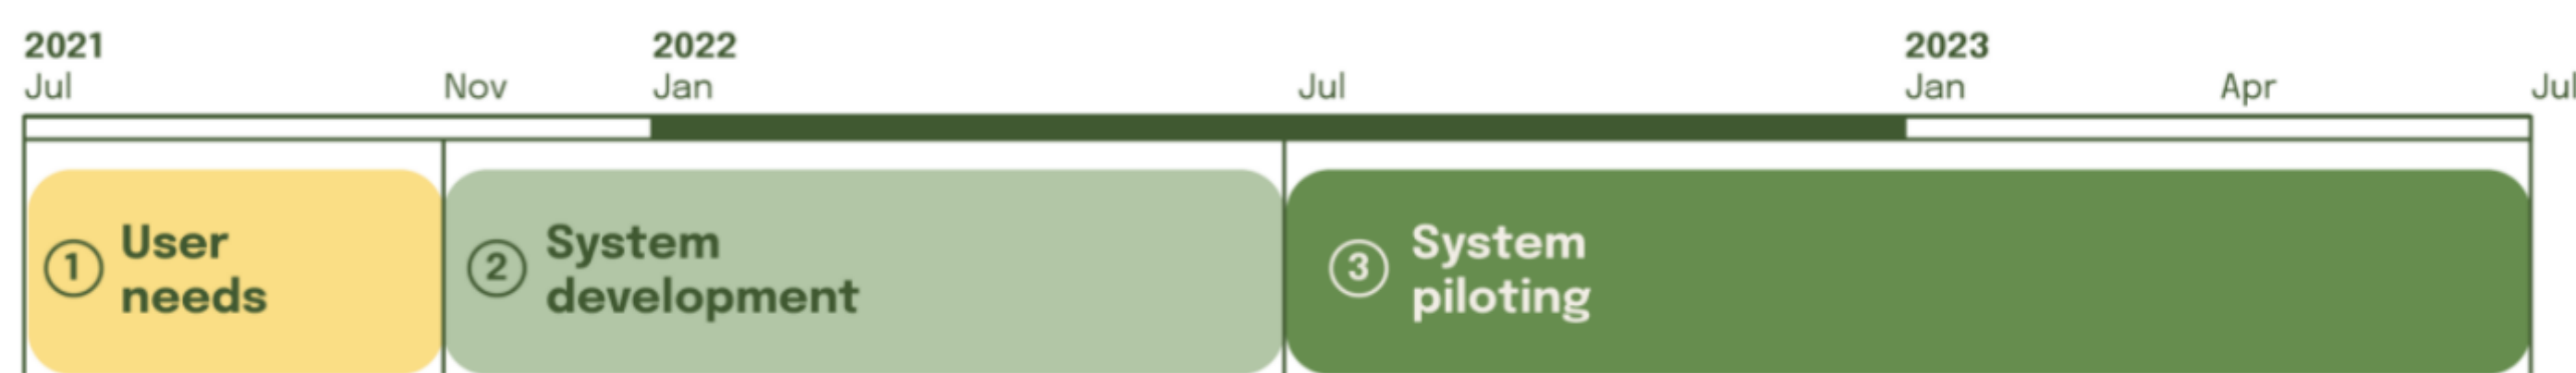 2021 2022 2023
Jul Nov Jan Jul Jan Apr Jul
1 User needs
2 System development
3 System piloting